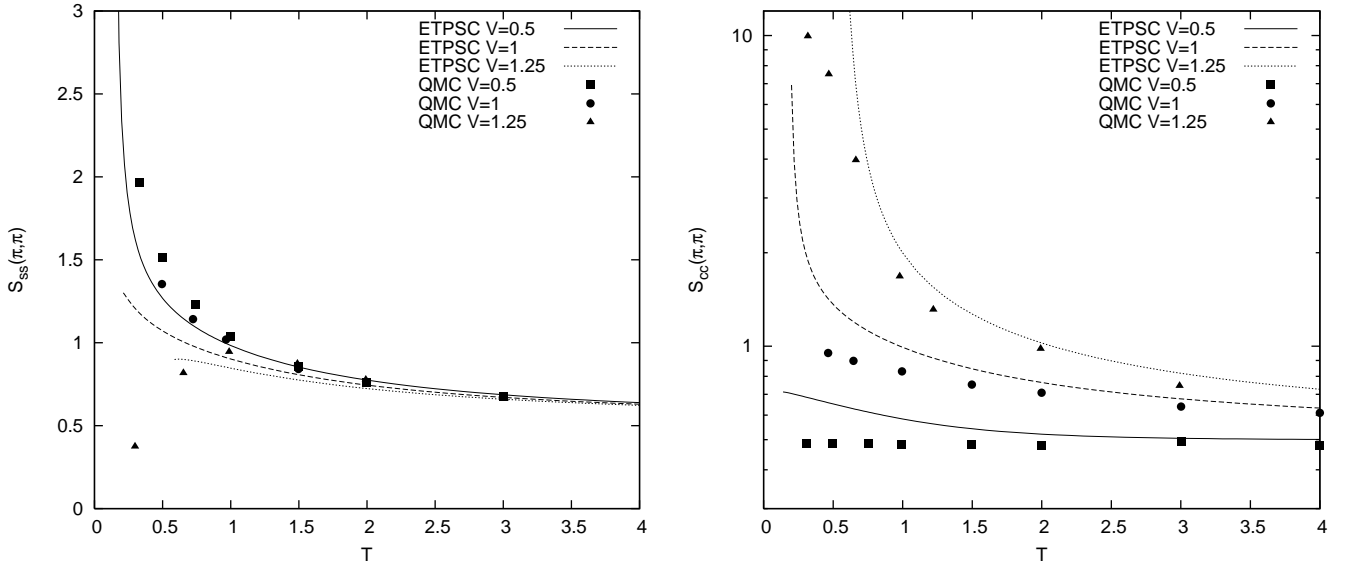 3
2.5
2
1.5
1
0.5
0
0 0.5 1 1.5 2 2.5 3 3.5 4
T
S_ss(π,π)
ETPSC V=0.5
ETPSC V=1
ETPSC V=1.25
QMC V=0.5
QMC V=1
QMC V=1.25
10
1
0 0.5 1 1.5 2 2.5 3 3.5 4
T
S_cc(π,π)
ETPSC V=0.5
ETPSC V=1
ETPSC V=1.25
QMC V=0.5
QMC V=1
QMC V=1.25